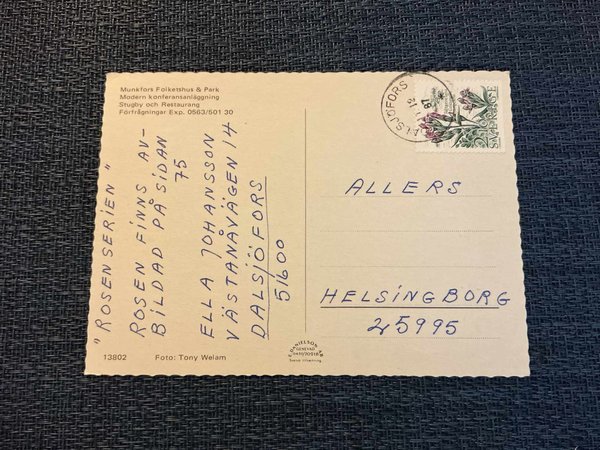 Munkfors Folketshus & Park
Modern konferansanläggning
Stugby och Restaurang
Förfrågningar Exp. 0563/501 30
"ROSENSERIEN"
ROSEN FINNS AV-
BILDAD PÅ SIDAN
75
ELLA JOHANSSON
VÄSTANÅVÄGEN 14
DALSJÖFORS
51600
13802
Foto: Tony Welam
DANIELSON
SVERIGE
ALLERS
HELSINGBORG
25995